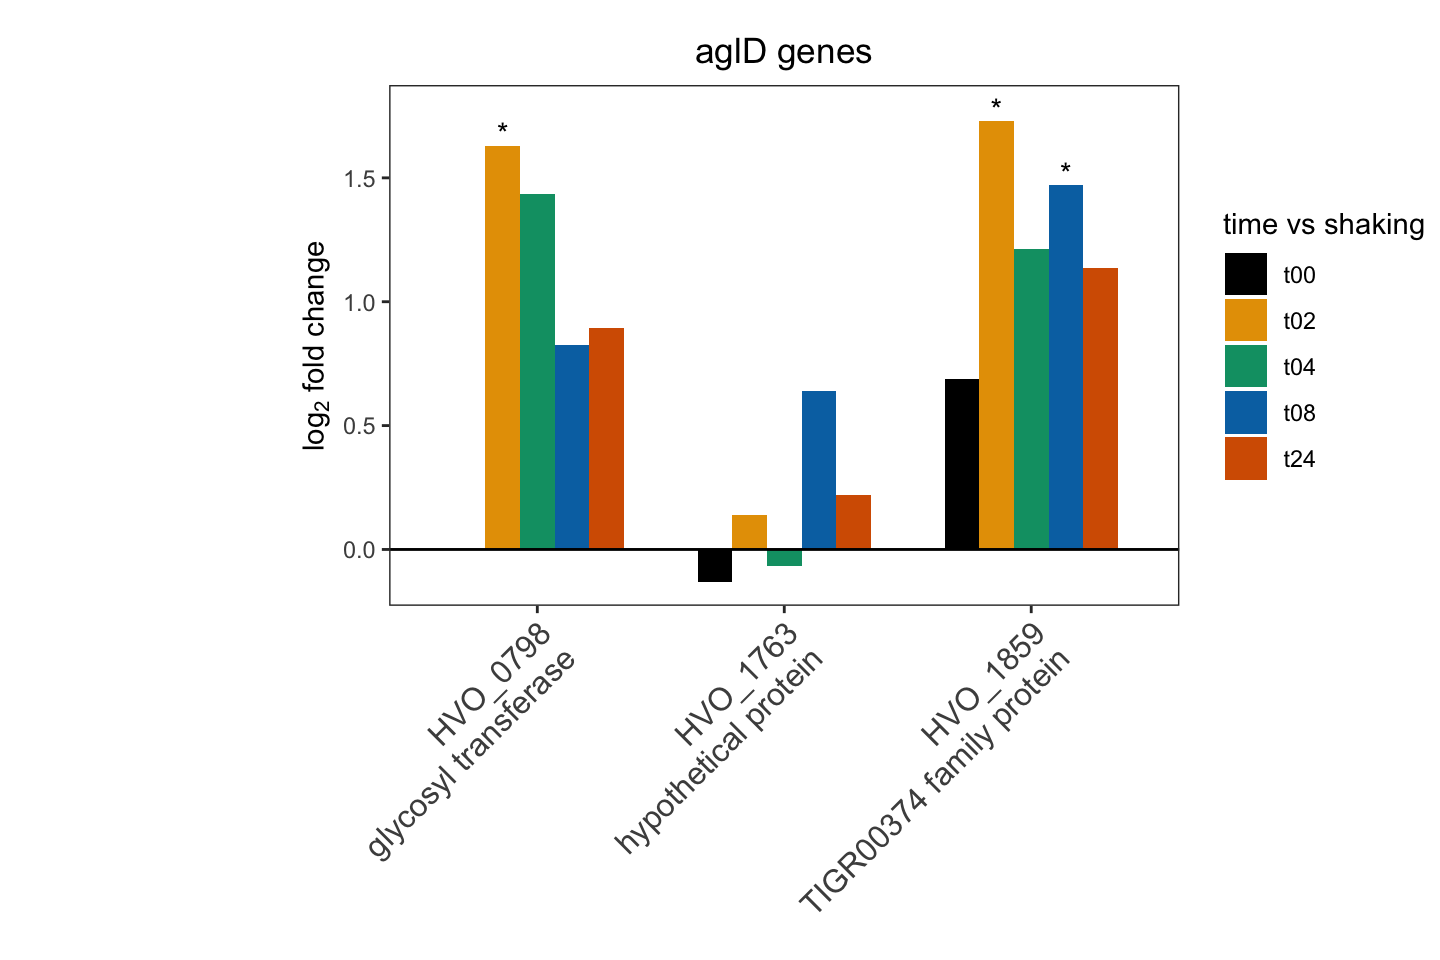 aglD genes
*
*
*
1.5
1.0
0.5
0.0
log₂ fold change
HVO_0798
glycosyl transferase
HVO_1763
hypothetical protein
HVO_1859
TIGR00374 family protein
time vs shaking
t00
t02
t04
t08
t24